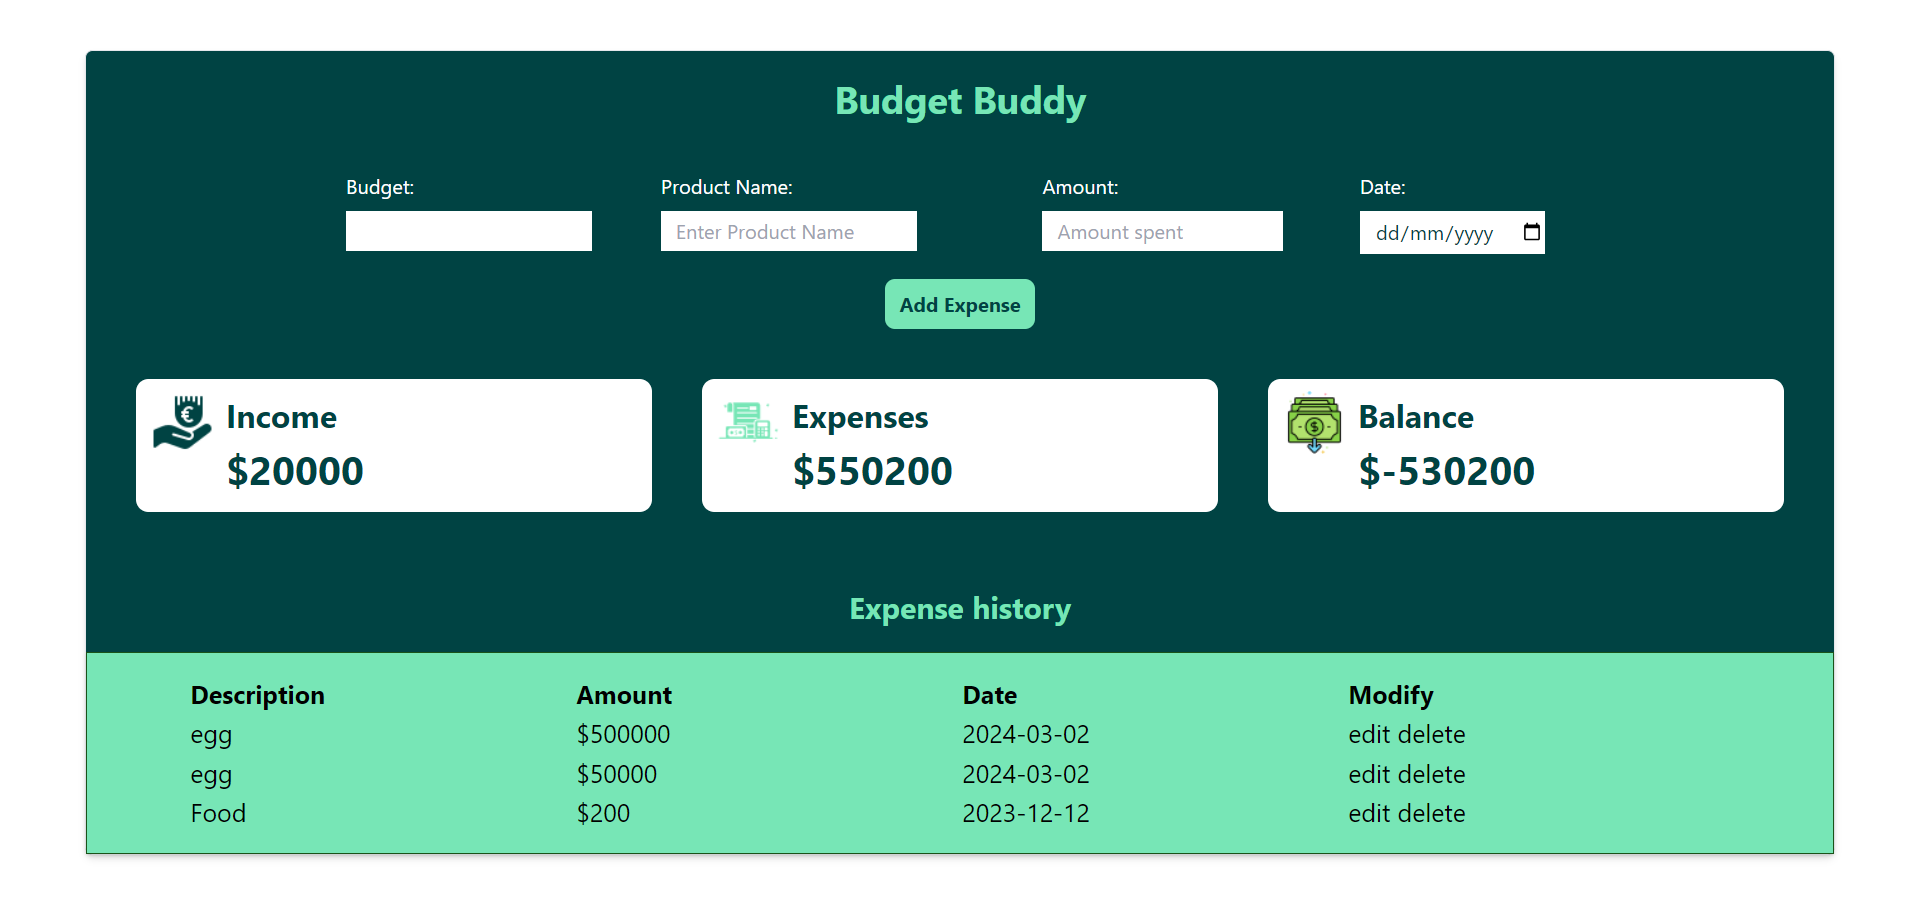 Budget Buddy
Budget: Product Name: Amount: Date:
Enter Product Name Amount spent dd/mm/yyyy
Add Expense
Income Expenses Balance
$20000 $550200 $-530200
Expense history
Description Amount Date Modify
egg $500000 2024-03-02 edit delete
egg $50000 2024-03-02 edit delete
Food $200 2023-12-12 edit delete